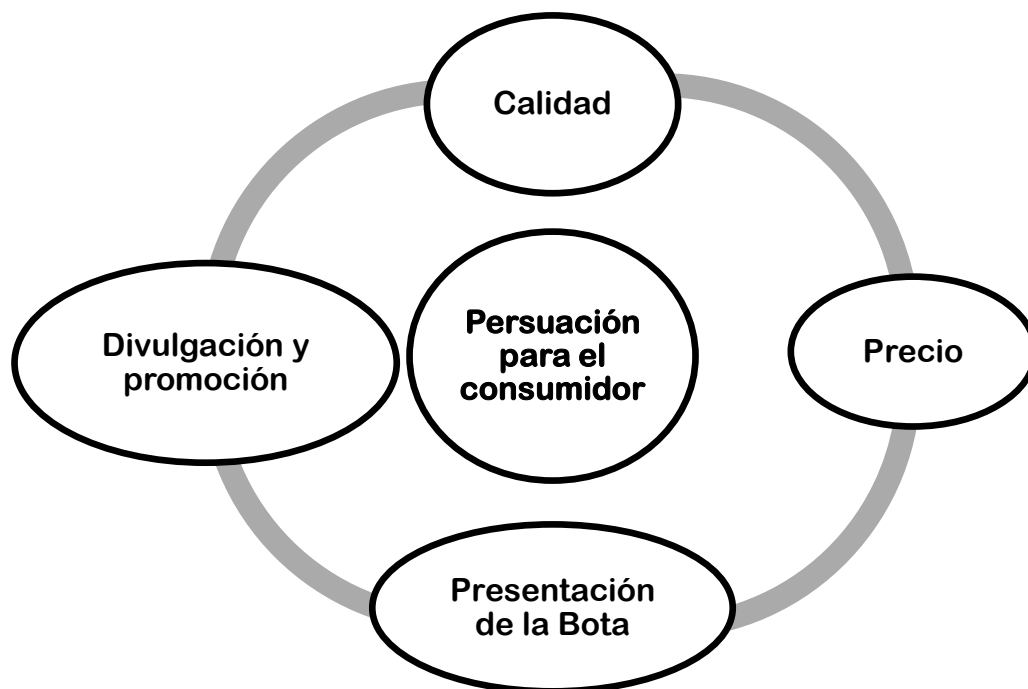 Calidad
Divulgación y
promoción
Persuación
para el
consumidor
Precio
Presentación
de la Bota